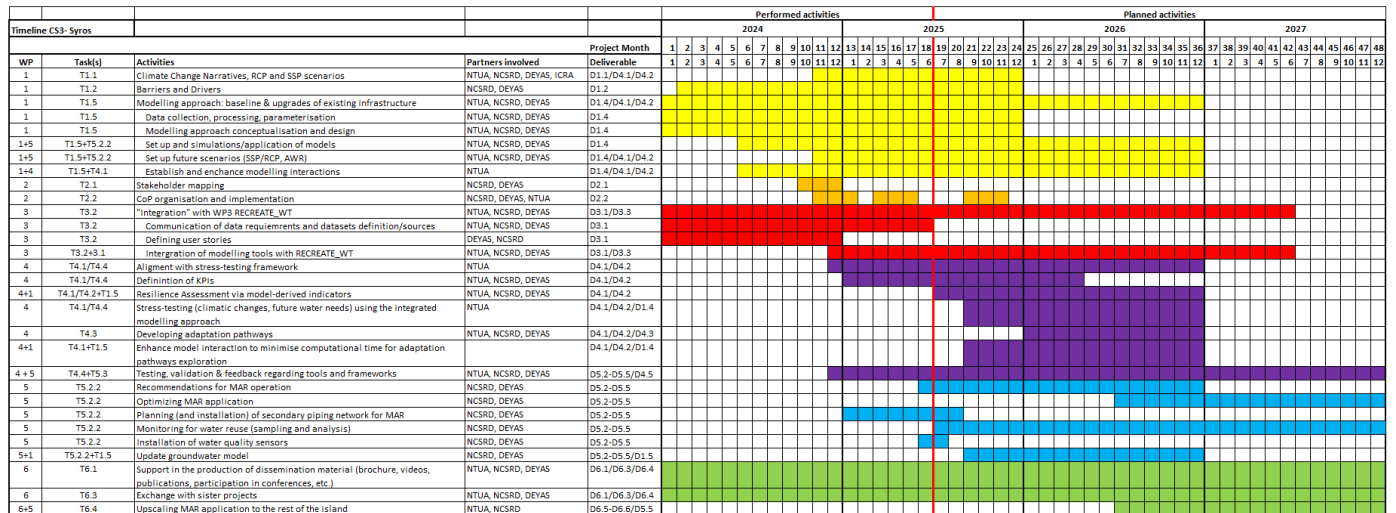 Performed activities Planned activities
Timeline CS3- Syros 2024 2025 2026 2027
Project Month 1 2 3 4 5 6 7 8 9 10 11 12 13 14 15 16 17 18 19 20 21 22 23 24 25 26 27 28 29 30 31 32 33 34 35 36 37 38 39 40 41 42 43 44 45 46 47 48
WP Task(s) Activities Partners involved Deliverable 1 2 3 4 5 6 7 8 9 10 11 12 1 2 3 4 5 6 7 8 9 10 11 12 1 2 3 4 5 6 7 8 9 10 11 12 1 2 3 4 5 6 7 8 9 10 11 12
1 T1.1 Climate Change Narratives, RCP and SSP scenarios NTUA, NCSRD, DEYAS, ICRA D1.1/D4.1/D4.2
1 T1.2 Barriers and Drivers NCSRD, DEYAS D1.2
1 T1.5 Modelling approach: baseline & upgrades of existing infrastructure NTUA, NCSRD, DEYAS D1.4/D4.1/D4.2
1 T1.5 Data collection, processing, parameterisation NTUA, NCSRD, DEYAS D1.4
1 T1.5 Modelling approach conceptualisation and design NTUA, NCSRD, DEYAS D1.4
1+5 T1.5+T5.2.2 Set up and simulations/application of models NTUA, NCSRD, DEYAS D1.4
1+5 T1.5+T5.2.2 Set up future scenarios (SSP/RCP, AWR) NTUA, NCSRD, DEYAS D1.4/D4.1/D4.2
1+4 T1.5+T4.1 Establish and enchance modelling interactions NTUA D1.4/D4.1/D4.2
2 T2.1 Stakeholder mapping NCSRD, DEYAS D2.1
2 T2.2 CoP organisation and implementation NCSRD, DEYAS, NTUA D2.2
3 T3.2 "Integration" with WP3 RECREATE_WT NTUA, NCSRD, DEYAS D3.1/D3.3
3 T3.2 Communication of data requiemrents and datasets definition/sources NTUA, NCSRD, DEYAS D3.1
3 T3.2 Defining user stories DEYAS, NCSRD D3.1
3 T3.2+3.1 Intergration of modelling tools with RECREATE_WT NTUA, NCSRD, DEYAS D3.1/D3.3
4 T4.1/T4.4 Aligment with stress-testing framework NTUA D4.1/D4.2
4 T4.1/T4.4 Definintion of KPIs NTUA, NCSRD, DEYAS D4.1/D4.2
4+1 T4.1/T4.2+T1.5 Resilience Assessment via model-derived indicators NTUA, NCSRD, DEYAS D4.1/D4.2
4 T4.1/T4.4 Stress-testing (climatic changes, future water needs) using the integrated NTUA D4.1/D4.2/D1.4
modelling approach
4 T4.3 Developing adaptation pathways NTUA, NCSRD, DEYAS D4.1/D4.2/D4.3
4+1 T4.1+T1.5 Enhance model interaction to minimise computational time for adaptation D4.1/D4.2/D1.4
pathways exploration
4 + 5 T4.4+T5.3 Testing, validation & feedback regarding tools and frameworks NTUA, NCSRD, DEYAS D5.2-D5.5/D4.5
5 T5.2.2 Recommendations for MAR operation NCSRD, DEYAS D5.2-D5.5
5 T5.2.2 Optimizing MAR application NCSRD, DEYAS D5.2-D5.5
5 T5.2.2 Planning (and installation) of secondary piping network for MAR NCSRD, DEYAS D5.2-D5.5
5 T5.2.2 Monitoring for water reuse (sampling and analysis) NCSRD, DEYAS D5.2-D5.5
5 T5.2.2 Installation of water quality sensors NCSRD, DEYAS D5.2-D5.5
5+1 T5.2.2+T1.5 Update groundwater model NCSRD, DEYAS D5.2-D5.5/D1.5
6 T6.1 Support in the production of dissemination material (brochure, videos, NTUA, NCSRD, DEYAS D6.1/D6.3/D6.4
publications, participation in conferences, etc.)
6 T6.3 Exchange with sister projects NTUA, NCSRD, DEYAS D6.1/D6.3/D6.4
6+5 T6.4 Upscaling MAR application to the rest of the island NTUA, NCSRD D6.5-D6.6/D5.5